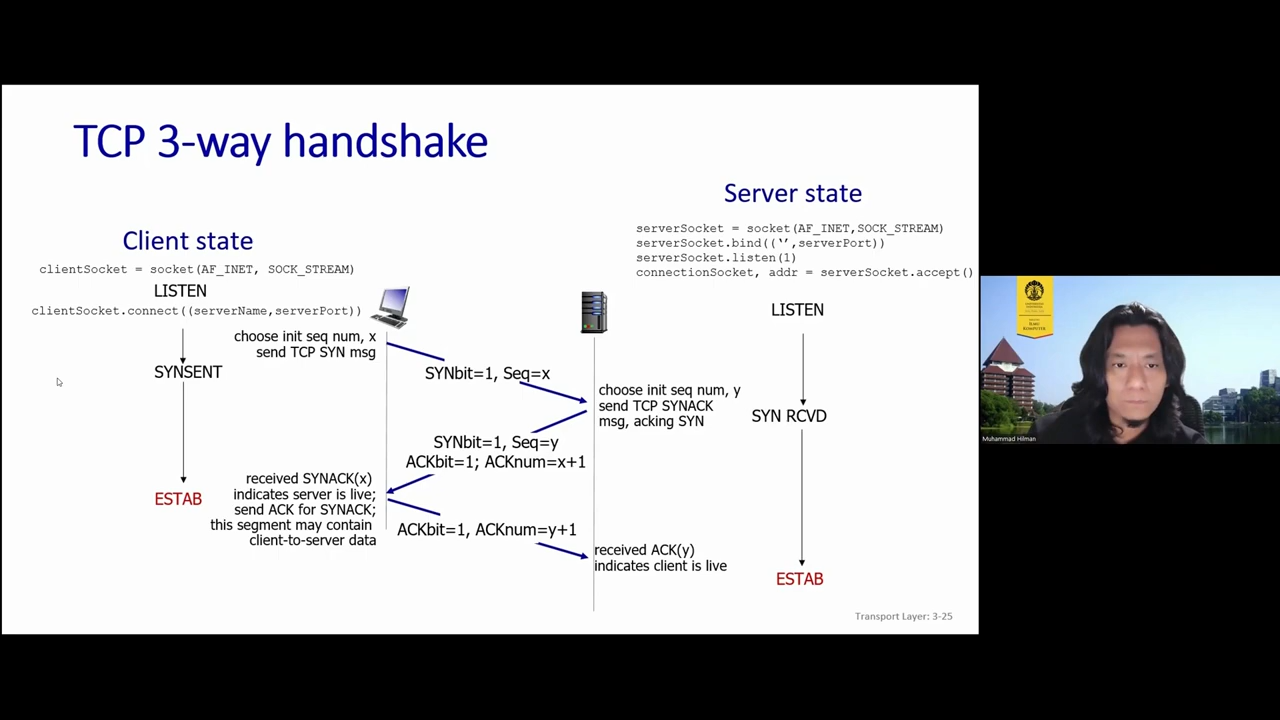 TCP 3-way handshake
Server state
serverSocket = socket(AF_INET,SOCK_STREAM)
serverSocket.bind((‘’,serverPort))
serverSocket.listen(1)
connectionSocket, addr = serverSocket.accept()
Client state
clientSocket = socket(AF_INET, SOCK_STREAM)
LISTEN
clientSocket.connect((serverName,serverPort))
LISTEN
choose init seq num, x
send TCP SYN msg
SYNSENT
SYNbit=1, Seq=x
choose init seq num, y
send TCP SYNACK
msg, acking SYN
SYN RCVD
SYNbit=1, Seq=y
ACKbit=1; ACKnum=x+1
received SYNACK(x)
indicates server is live;
send ACK for SYNACK;
this segment may contain
client-to-server data
ESTAB
ACKbit=1, ACKnum=y+1
received ACK(y)
indicates client is live
ESTAB
Transport Layer: 3-25
ILMU
KOMPUTER
Muhammad Hilman